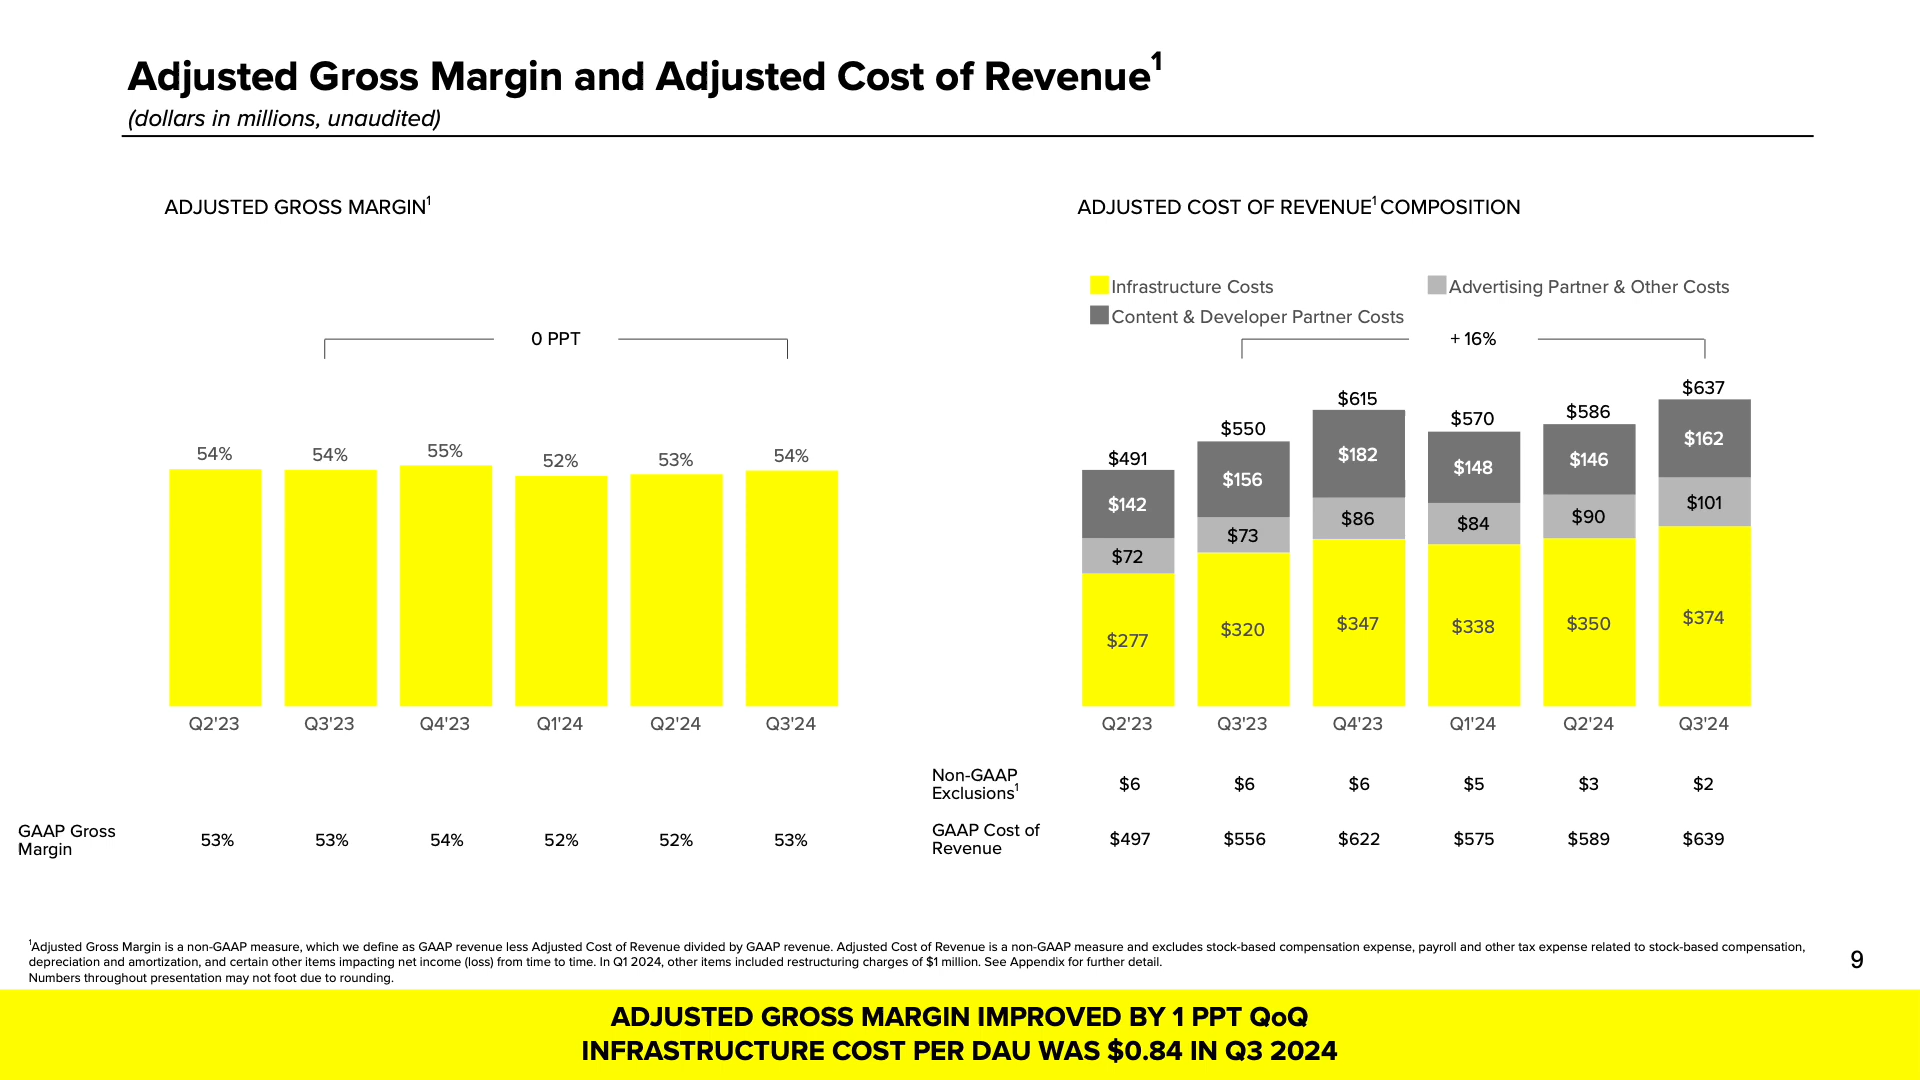 Adjusted Gross Margin and Adjusted Cost of Revenue1
(dollars in millions, unaudited)
ADJUSTED GROSS MARGIN1
0 PPT
54% 54% 55% 52% 53% 54%
Q2'23 Q3'23 Q4'23 Q1'24 Q2'24 Q3'24
GAAP Gross
Margin
53% 53% 54% 52% 52% 53%
ADJUSTED COST OF REVENUE1 COMPOSITION
Infrastructure Costs Advertising Partner & Other Costs
Content & Developer Partner Costs
+ 16%
$491 $550 $615 $570 $586 $637
$142 $156 $182 $148 $146 $162
$72 $73 $86 $84 $90 $101
$277 $320 $347 $338 $350 $374
Q2'23 Q3'23 Q4'23 Q1'24 Q2'24 Q3'24
Non-GAAP
Exclusions1
$6 $6 $6 $5 $3 $2
GAAP Cost of
Revenue
$497 $556 $622 $575 $589 $639
1Adjusted Gross Margin is a non-GAAP measure, which we define as GAAP revenue less Adjusted Cost of Revenue divided by GAAP revenue. Adjusted Cost of Revenue is a non-GAAP measure and excludes stock-based compensation expense, payroll and other tax expense related to stock-based compensation,
depreciation and amortization, and certain other items impacting net income (loss) from time to time. In Q1 2024, other items included restructuring charges of $1 million. See Appendix for further detail.
Numbers throughout presentation may not foot due to rounding.
9
ADJUSTED GROSS MARGIN IMPROVED BY 1 PPT QoQ
INFRASTRUCTURE COST PER DAU WAS $0.84 IN Q3 2024